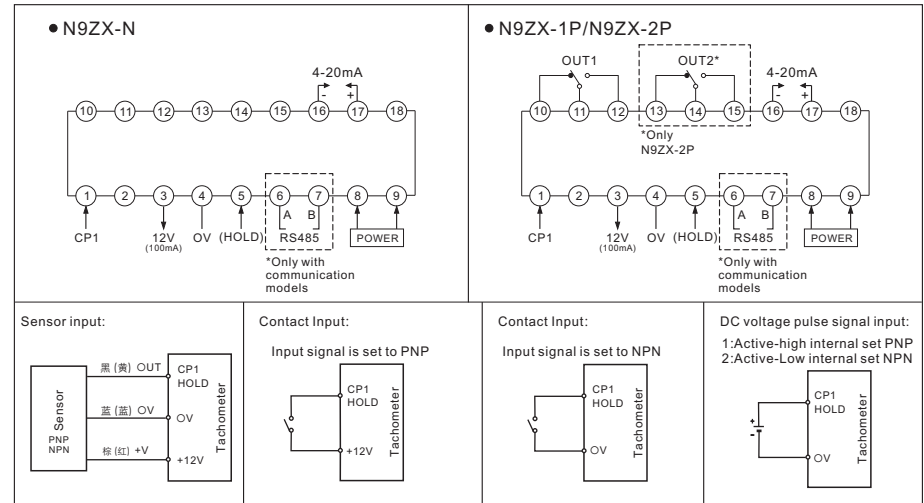 ● N9ZX-N
4-20mA
- +
10 11 12 13 14 15 16 17 18
1 2 3 4 5 6 7 8 9
A B
CP1 12V OV (HOLD) RS485 POWER
(100mA)
*Only with
communication
models
● N9ZX-1P/N9ZX-2P
OUT1 OUT2*
4-20mA
- +
10 11 12 13 14 15 16 17 18
*Only
N9ZX-2P
1 2 3 4 5 6 7 8 9
A B
CP1 12V OV (HOLD) RS485 POWER
(100mA)
*Only with
communication
models
Sensor input:
黑 (黄) OUT
CP1
HOLD
蓝 (蓝) OV
OV
棕 (红) +V
+12V
Sensor
PNP
NPN
Tachometer
Contact Input:
Input signal is set to PNP
CP1
HOLD
+12V
Tachometer
Contact Input:
Input signal is set to NPN
CP1
HOLD
OV
Tachometer
DC voltage pulse signal input:
1:Active-high internal set PNP
2:Active-Low internal set NPN
CP1
HOLD
+
-
OV
Tachometer